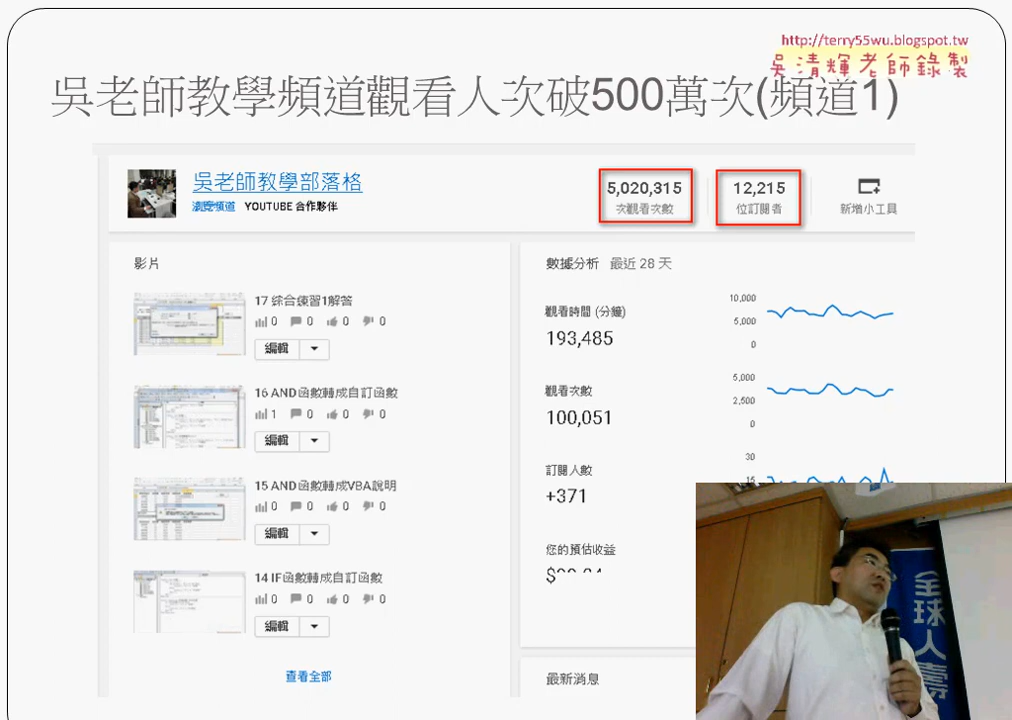 http://terry55wu.blogspot.tw
吳清輝老師錄製
吳老師教學頻道觀看人次破500萬次(頻道1)
吳老師教學部落格
瀏覽頻道 YOUTUBE 合作夥伴
5,020,315
次觀看次數
12,215
位訂閱者
新增小工具
影片
17 綜合練習1解答
0 0 0 0
編輯
16 AND函數轉成自訂函數
1 0 0 0
編輯
15 AND函數轉成VBA說明
0 0 0 0
編輯
14 IF函數轉成自訂函數
0 0 0 0
編輯
查看全部
數據分析 最近 28 天
觀看時間 (分鐘)
193,485
10,000
5,000
0
觀看次數
100,051
5,000
2,500
0
訂閱人數
+371
30
15
您的預估收益
最新消息
全球人壽